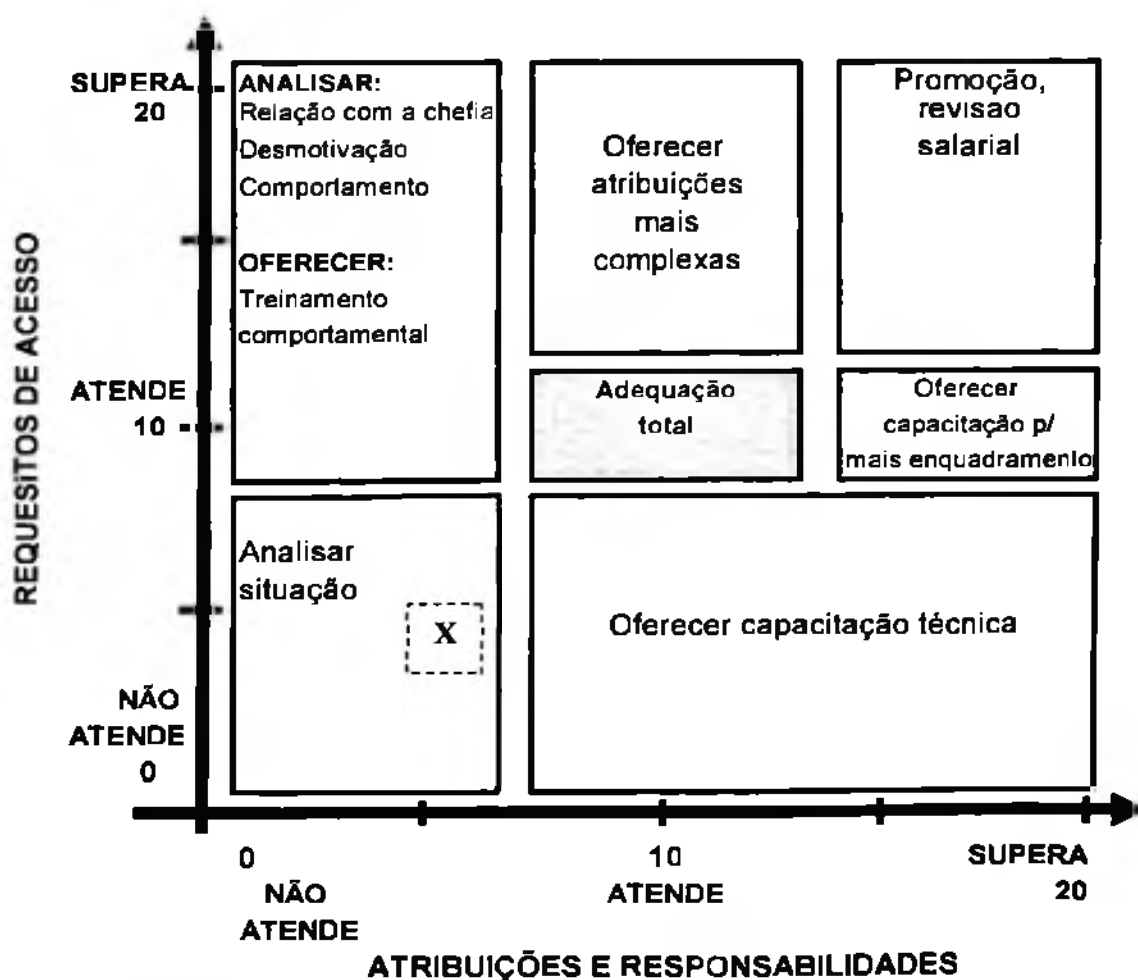 REQUESITOS DE ACESSO
SUPERA
20
ATENDE
10
NÃO
ATENDE
0
ANALISAR:
Relação com a chefia
Desmotivação
Comportamento
OFERECER:
Treinamento
comportamental
Oferecer
atribuições
mais
complexas
Promoção,
revisao
salarial
Adequação
total
Oferecer
capacitação p/
mais enquadramento
Analisar
situação
X
Oferecer capacitação técnica
0
NÃO
ATENDE
10
ATENDE
SUPERA
20
ATRIBUIÇÕES E RESPONSABILIDADES